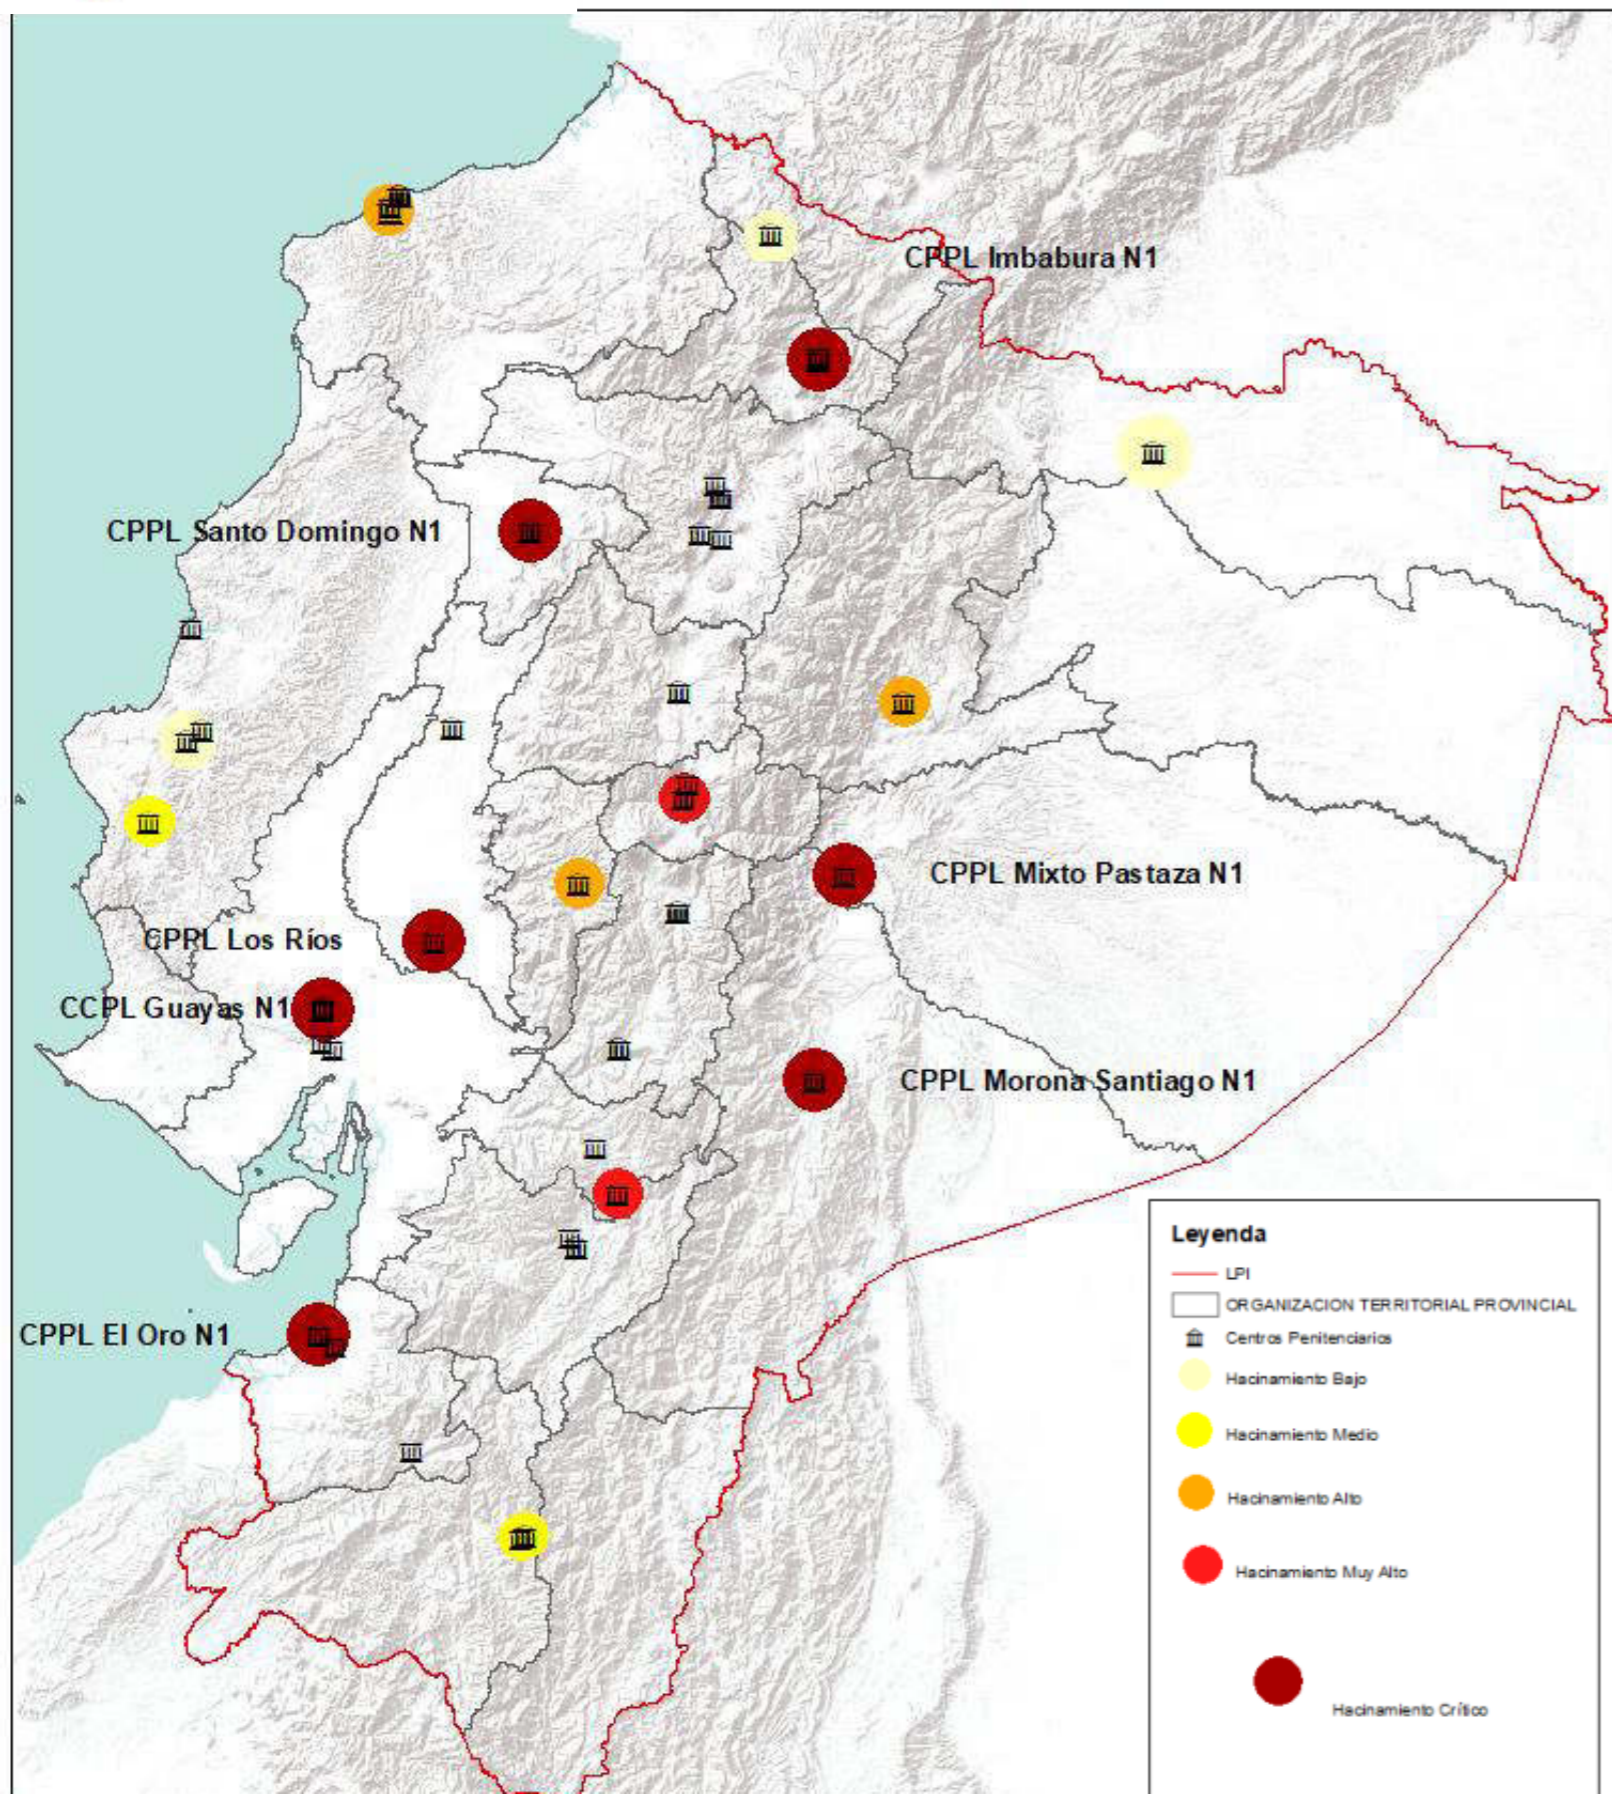 CPPL Imbabura N1
CPPL Santo Domingo N1
CPPL Mixto Pastaza N1
CPRL Los Ríos
CCPL Guayas N1
CPPL Morona Santiago N1
CPPL El Oro N1
Leyenda
LPI
ORGANIZACION TERRITORIAL PROVINCIAL
Centros Penitenciarios
Hacinamiento Bajo
Hacinamiento Medio
Hacinamiento Alto
Hacinamiento Muy Alto
Hacinamiento Crítico